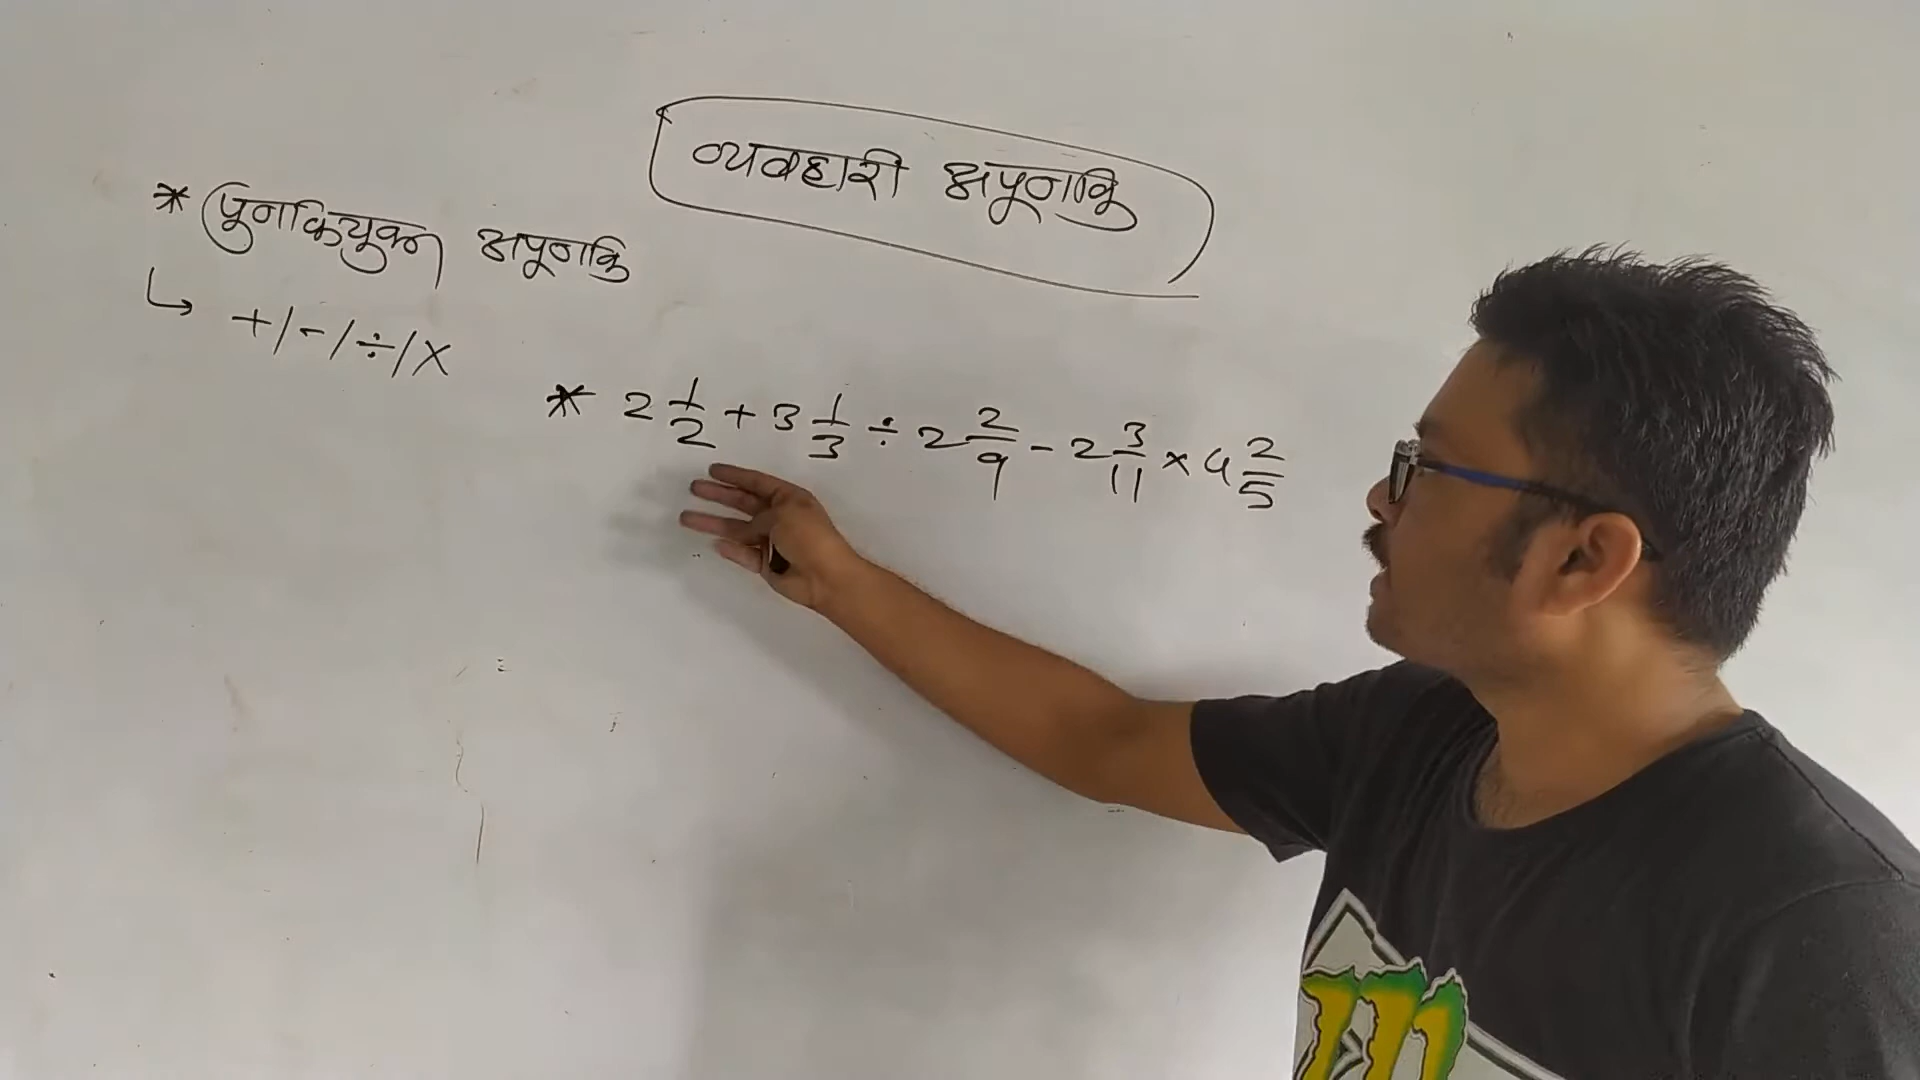 व्यवहारी अपूर्णांक
* पूर्णांकयुक्त अपूर्णांक
↳ +/-/÷/×
* 2 1/2 + 3 1/3 ÷ 2 2/9 - 2 3/11 × 4 2/5